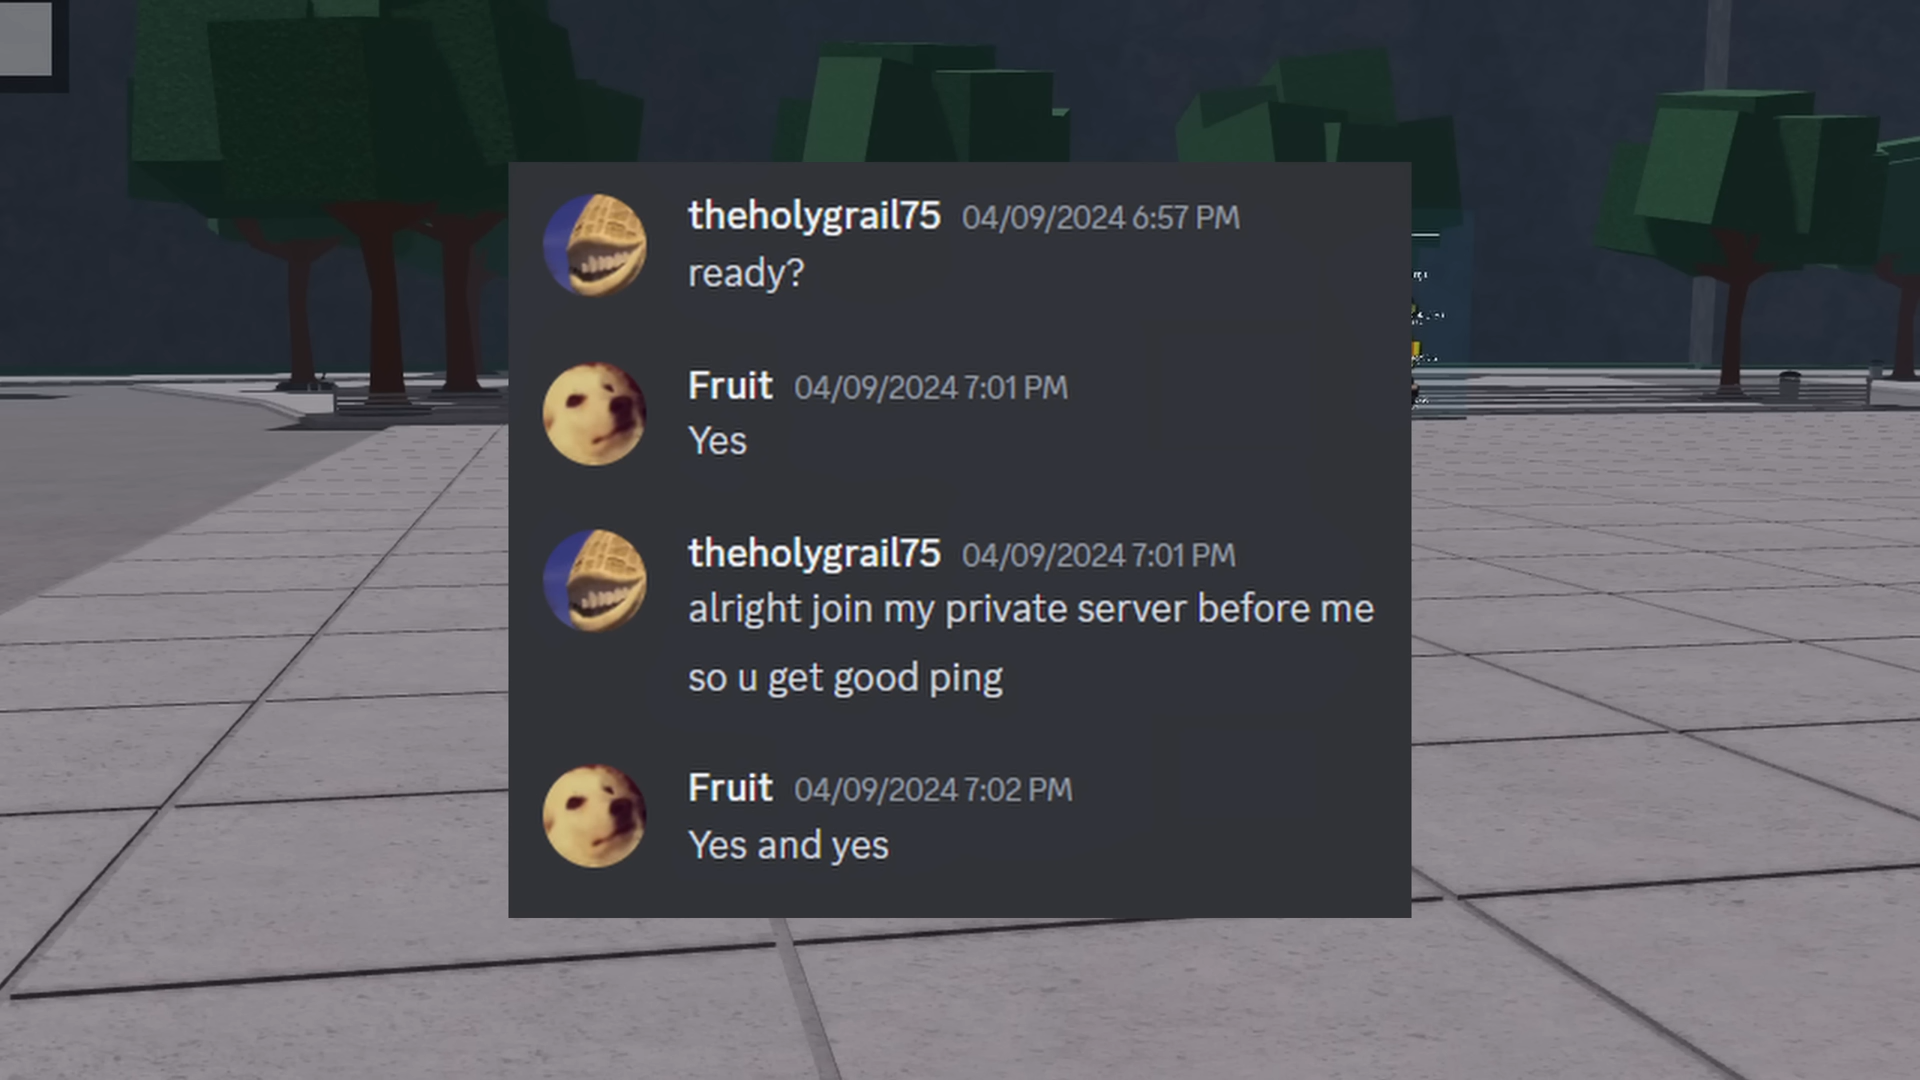 theholygrail75 04/09/2024 6:57 PM
ready?
Fruit 04/09/2024 7:01 PM
Yes
theholygrail75 04/09/2024 7:01 PM
alright join my private server before me
so u get good ping
Fruit 04/09/2024 7:02 PM
Yes and yes